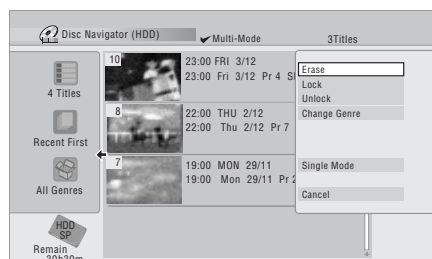 Disc Navigator (HDD)
Multi-Mode
3Titles
4 Titles
Recent First
All Genres
HDD
SP
Remain
30h30m
10
23:00 FRI 3/12
23:00 Fri 3/12 Pr 4
8
22:00 THU 2/12
22:00 Thu 2/12 Pr 7
7
19:00 MON 29/11
19:00 Mon 29/11 Pr 2
Erase
Lock
Unlock
Change Genre
Single Mode
Cancel